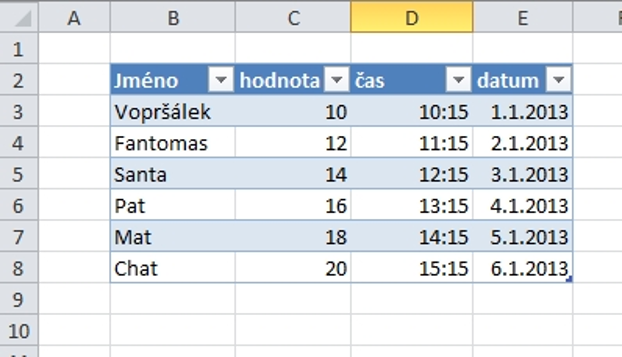 A B C D E F
1
2 Jméno hodnota čas datum
3 Vopršálek 10 10:15 1.1.2013
4 Fantomas 12 11:15 2.1.2013
5 Santa 14 12:15 3.1.2013
6 Pat 16 13:15 4.1.2013
7 Mat 18 14:15 5.1.2013
8 Chat 20 15:15 6.1.2013
9
10